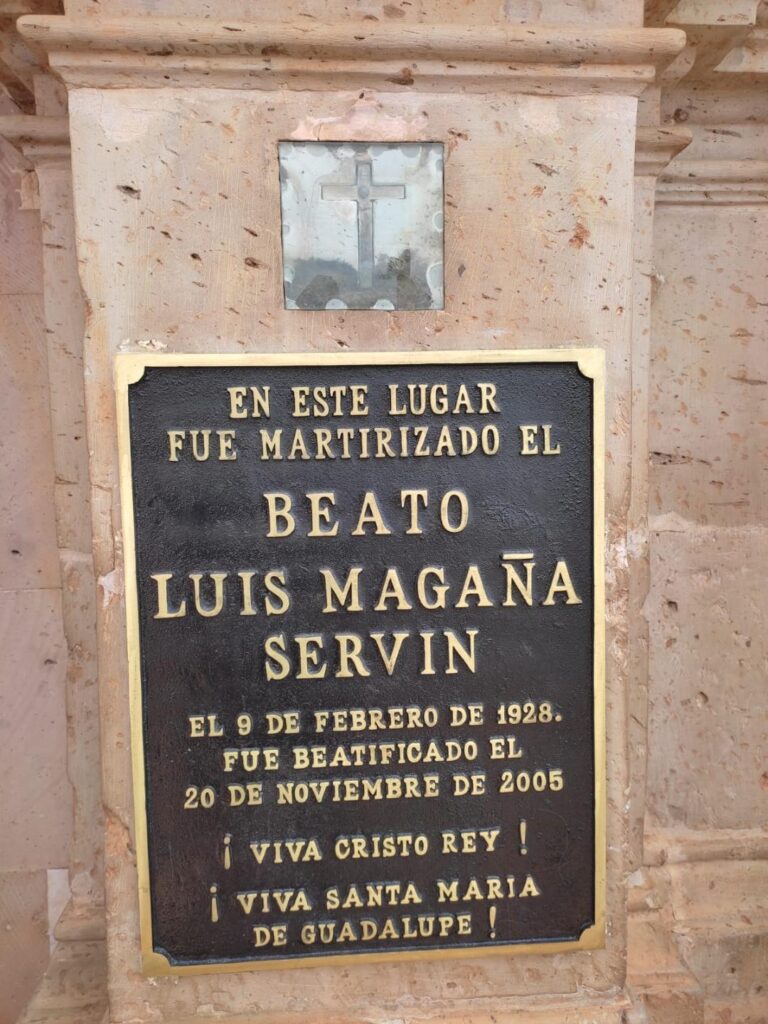 EN ESTE LUGAR
FUE MARTIRIZADO EL
BEATO
LUIS MAGAÑA
SERVIN
EL 9 DE FEBRERO DE 1928.
FUE BEATIFICADO EL
20 DE NOVIEMBRE DE 2005
¡ VIVA CRISTO REY !
¡ VIVA SANTA MARIA
DE GUADALUPE !